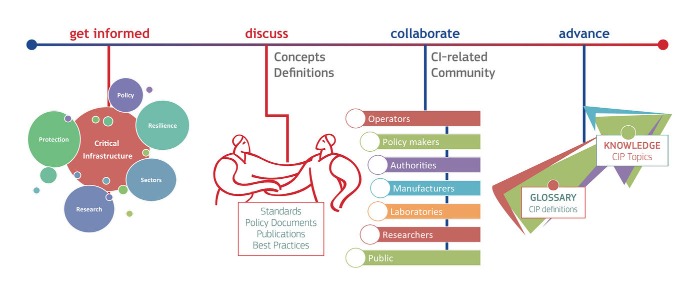 get informed
discuss
collaborate
advance
Concepts
Definitions
CI-related
Community
Policy
Resilience
Protection
Critical
Infrastructure
Sectors
Research
Standards
Policy Documents
Publications
Best Practices
Operators
Policy makers
Authorities
Manufacturers
Laboratories
Researchers
Public
KNOWLEDGE
CIP Topics
GLOSSARY
CIP definitions